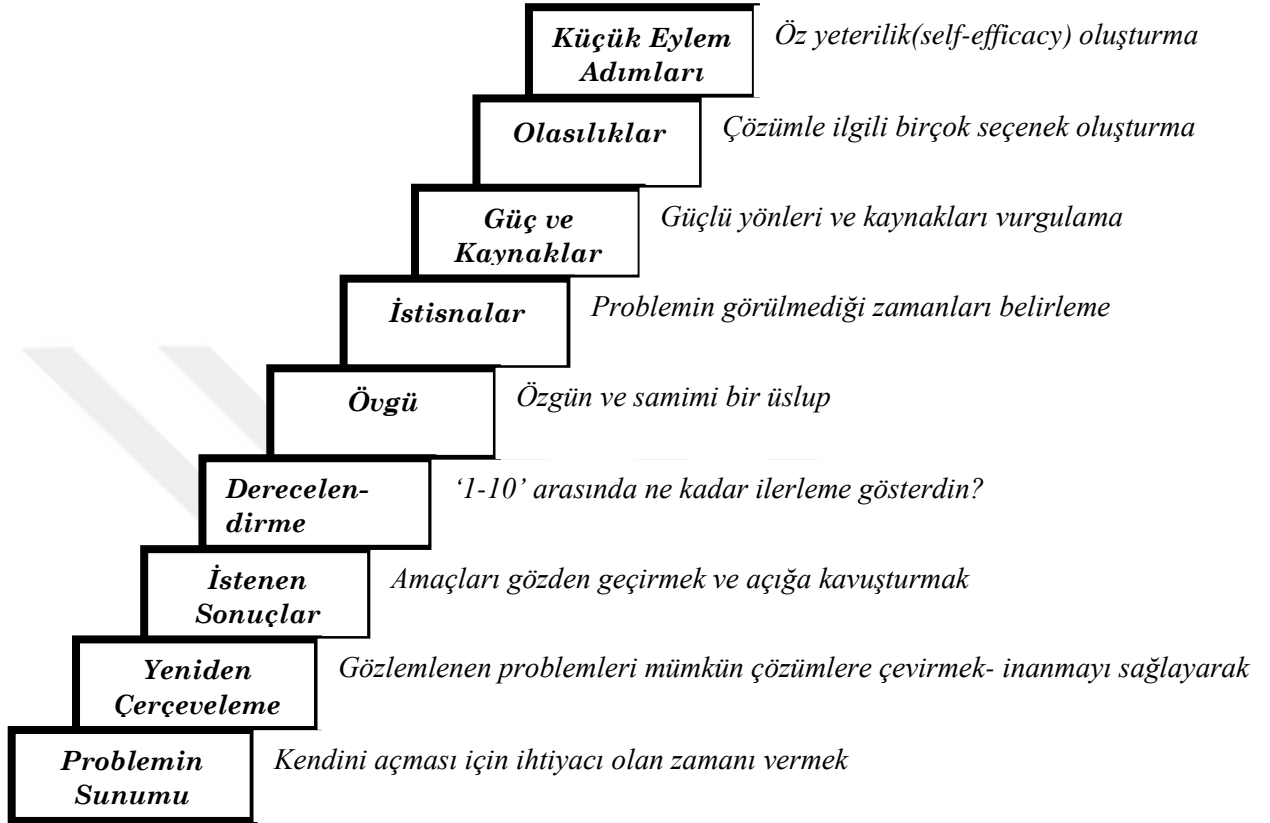 Küçük Eylem
Adımları
Öz yeterilik(self-efficacy) oluşturma
Olasılıklar
Çözümle ilgili birçok seçenek oluşturma
Güç ve
Kaynaklar
Güçlü yönleri ve kaynakları vurgulama
İstisnalar
Problemin görülmediği zamanları belirleme
Övgü
Özgün ve samimi bir üslup
Derecelen-
dirme
‘1-10’ arasında ne kadar ilerleme gösterdin?
İstenen
Sonuçlar
Amaçları gözden geçirmek ve açığa kavuşturmak
Yeniden
Çerçeveleme
Gözlemlenen problemleri mümkün çözümlere çevirmek- inanmayı sağlayarak
Problemin
Sunumu
Kendini açması için ihtiyacı olan zamanı vermek